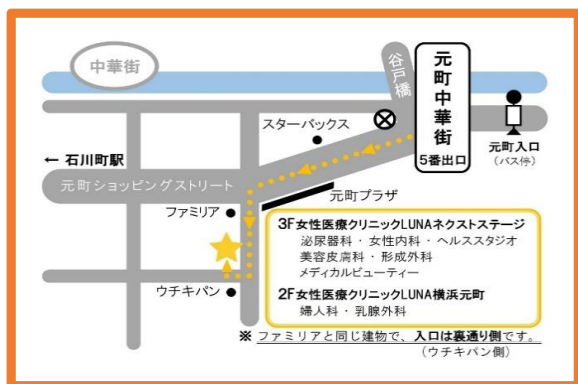 中華街
谷戸橋
元町中華街
5番出口
元町入口
(バス停)
スターバックス
← 石川町駅
元町ショッピングストリート
元町プラザ
ファミリア
ウチキパン
3F女性医療クリニックLUNAネクストステージ
泌尿器科・女性内科・ヘルススタジオ
美容皮膚科・形成外科
メディカルビューティー
2F女性医療クリニックLUNA横浜元町
婦人科・乳腺外科
※ ファミリアと同じ建物で、入口は裏通り側です。
(ウチキパン側)